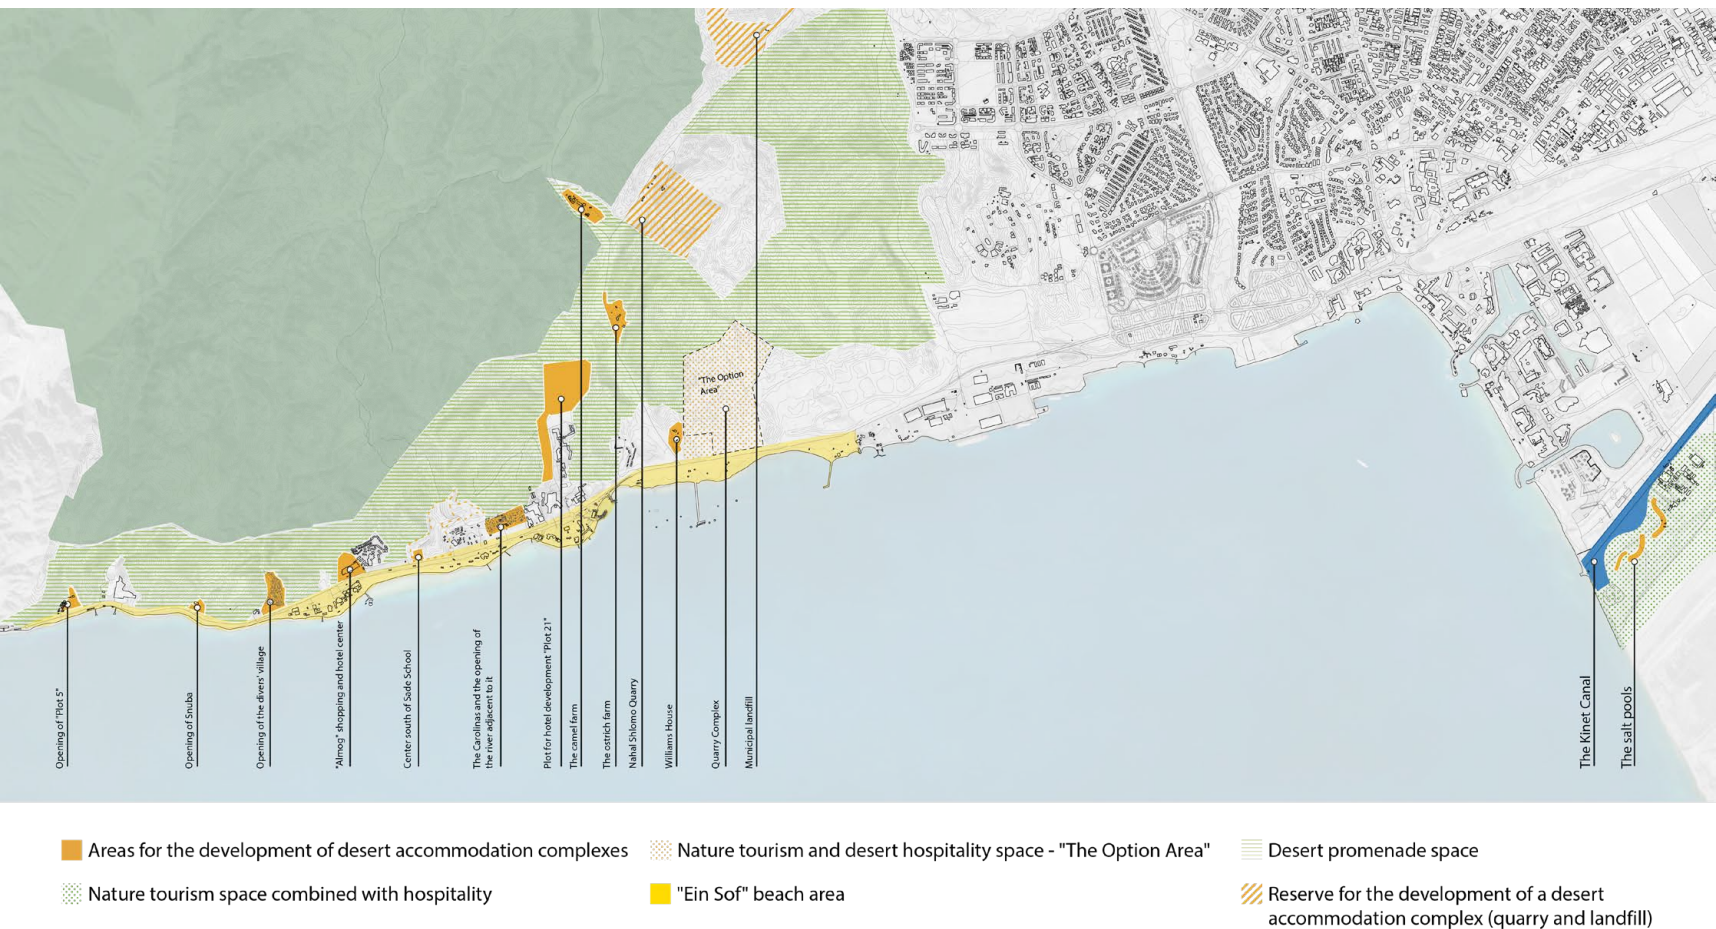 "The Option
Area"
Opening of "Plot 5"
Opening of Snuba
Opening of the divers' village
"Almog" shopping and hotel center
Center south of Sade School
The Carolinas and the opening of
the river adjacent to it
Plot for hotel development "Plot 21"
The camel farm
The ostrich farm
Nahal Shlomo Quarry
Williams House
Quarry Complex
Municipal landfill
The Kinet Canal
The salt pools
Areas for the development of desert accommodation complexes
Nature tourism and desert hospitality space - "The Option Area"
Desert promenade space
Nature tourism space combined with hospitality
"Ein Sof" beach area
Reserve for the development of a desert
accommodation complex (quarry and landfill)